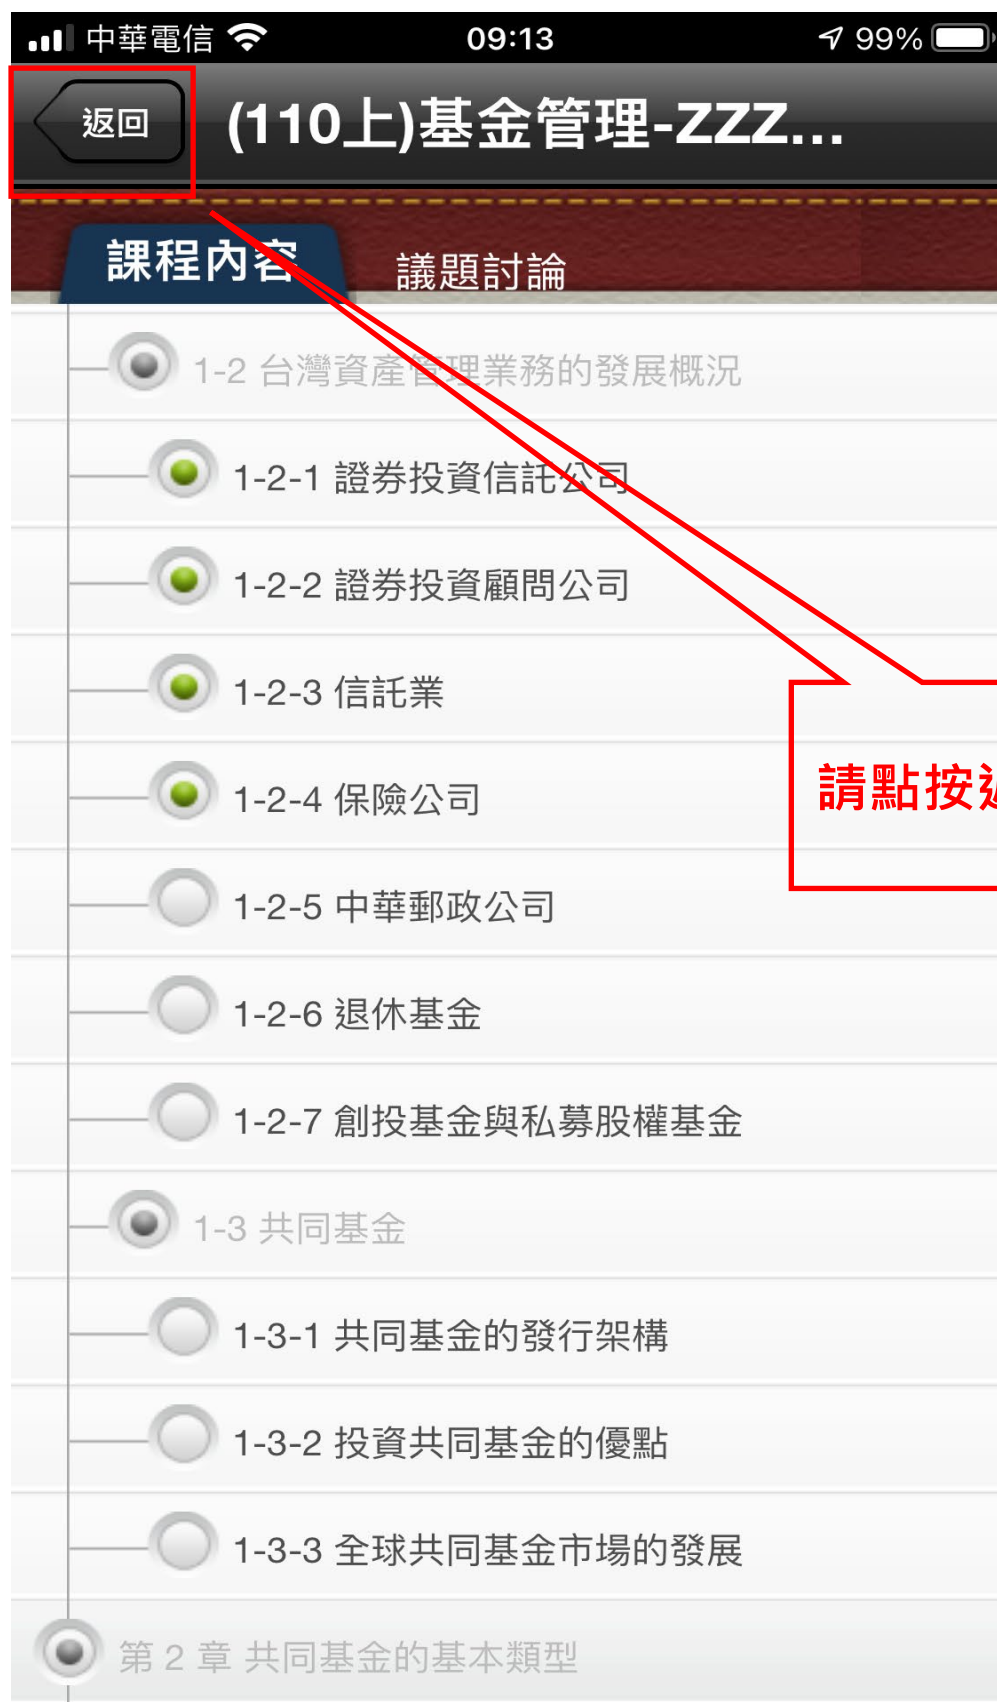 中華電信 09:13 99%
返回 (110上)基金管理-ZZZ...
課程內容 議題討論
1-2 台灣資產管理業務的發展概況
1-2-1 證券投資信託公司
1-2-2 證券投資顧問公司
1-2-3 信託業
1-2-4 保險公司
請點按
1-2-5 中華郵政公司
1-2-6 退休基金
1-2-7 創投基金與私募股權基金
1-3 共同基金
1-3-1 共同基金的發行架構
1-3-2 投資共同基金的優點
1-3-3 全球共同基金市場的發展
第 2 章 共同基金的基本類型